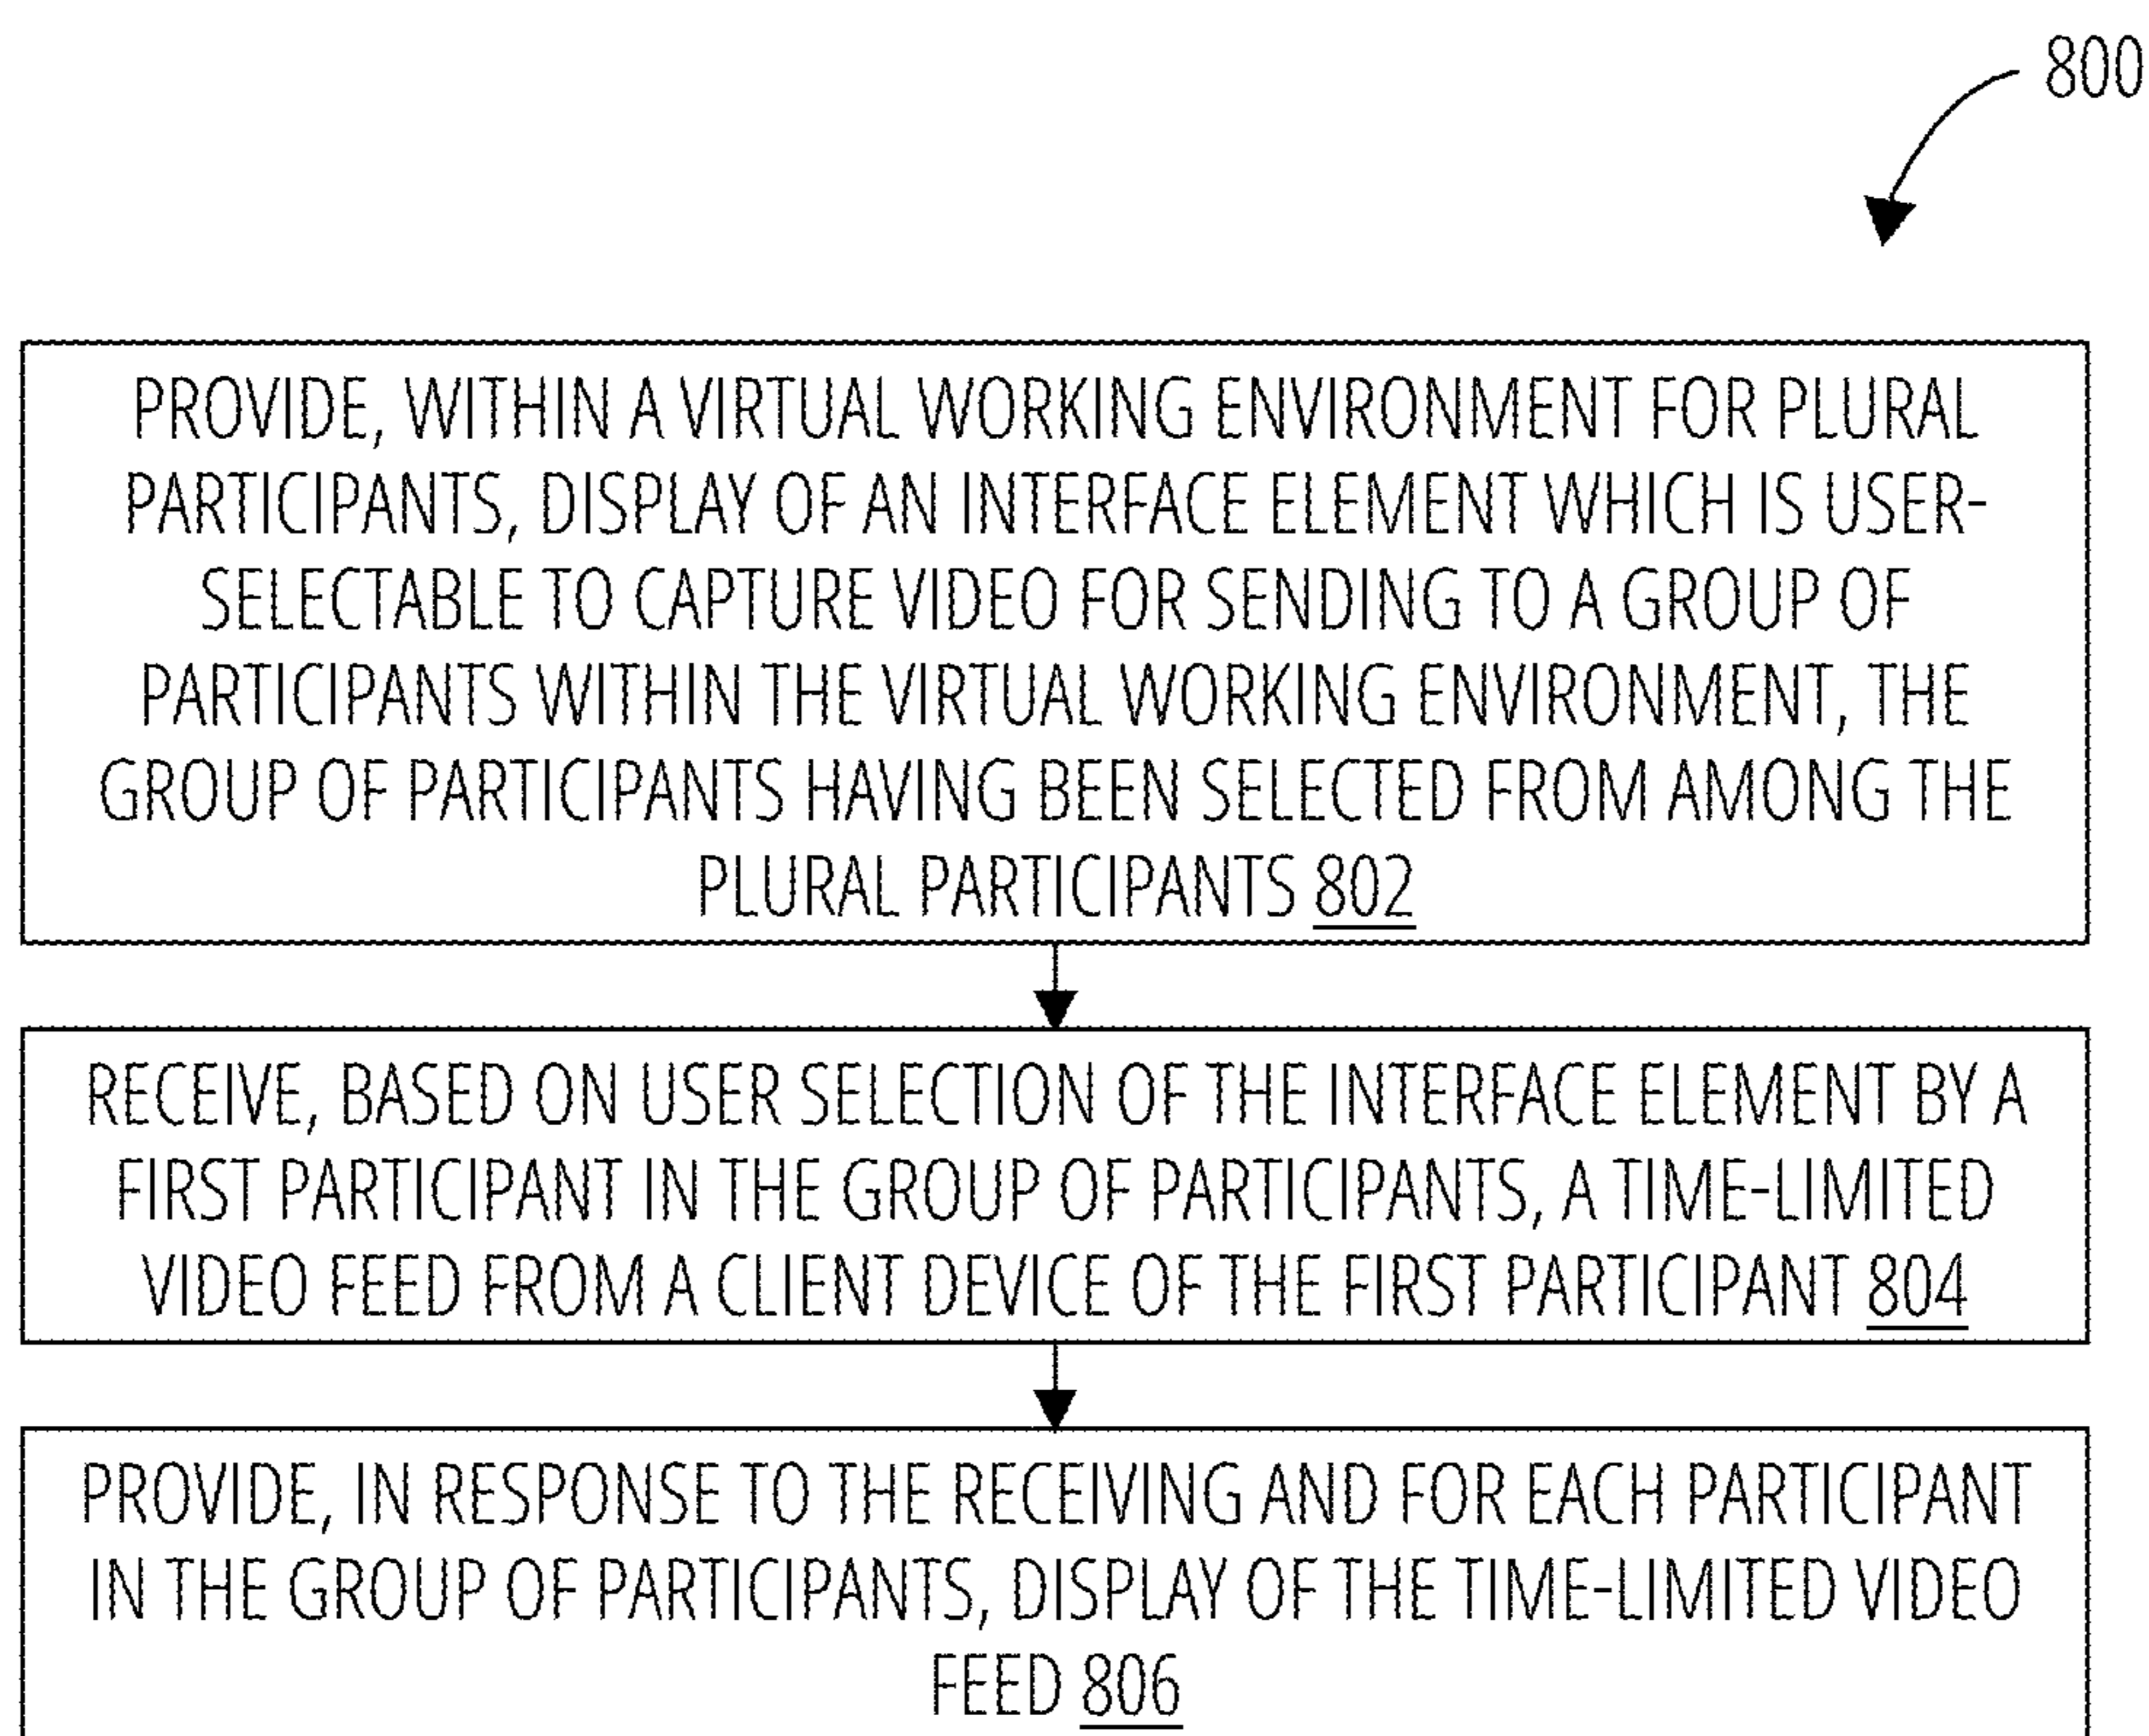 800
PROVIDE, WITHIN A VIRTUAL WORKING ENVIRONMENT FOR PLURAL
PARTICIPANTS, DISPLAY OF AN INTERFACE ELEMENT WHICH IS USER-
SELECTABLE TO CAPTURE VIDEO FOR SENDING TO A GROUP OF
PARTICIPANTS WITHIN THE VIRTUAL WORKING ENVIRONMENT, THE
GROUP OF PARTICIPANTS HAVING BEEN SELECTED FROM AMONG THE
PLURAL PARTICIPANTS 802
RECEIVE, BASED ON USER SELECTION OF THE INTERFACE ELEMENT BY A
FIRST PARTICIPANT IN THE GROUP OF PARTICIPANTS, A TIME-LIMITED
VIDEO FEED FROM A CLIENT DEVICE OF THE FIRST PARTICIPANT 804
PROVIDE, IN RESPONSE TO THE RECEIVING AND FOR EACH PARTICIPANT
IN THE GROUP OF PARTICIPANTS, DISPLAY OF THE TIME-LIMITED VIDEO
FEED 806